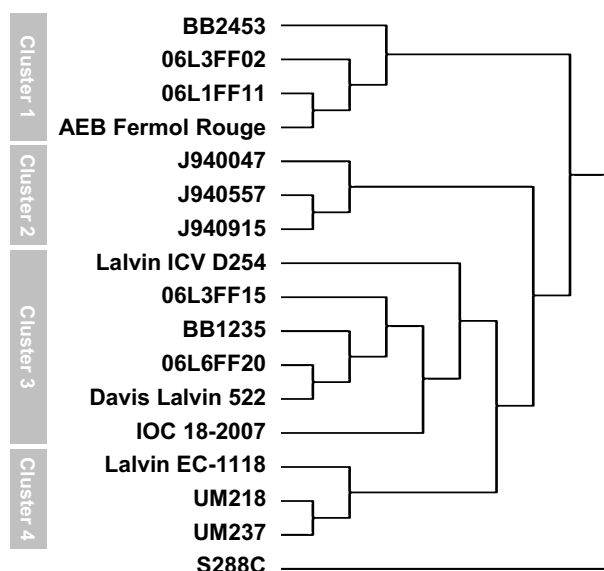 Cluster 1
BB2453
06L3FF02
06L1FF11
AEB Fermol Rouge
Cluster 2
J940047
J940557
J940915
Cluster 3
Lalvin ICV D254
06L3FF15
BB1235
06L6FF20
Davis Lalvin 522
IOC 18-2007
Cluster 4
Lalvin EC-1118
UM218
UM237
S288C